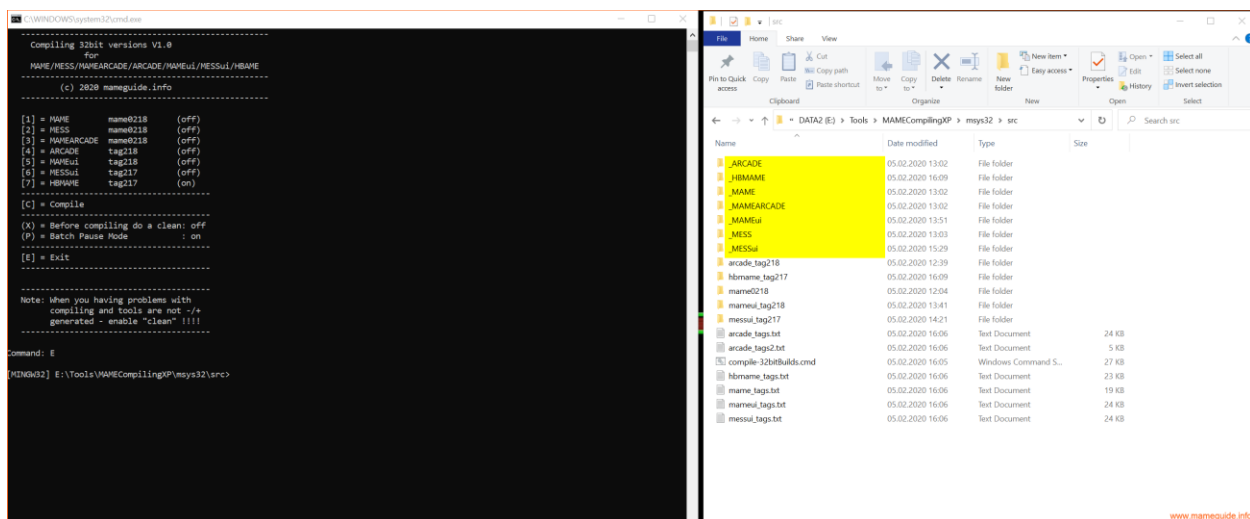 C:\WINDOWS\system32\cmd.exe
Compiling 32bit versions V1.0
for
MAME/MESS/MAMEARCADE/ARCADE/MAMEui/MESSui/HBAME
(c) 2020 mameguide.info
[1] = MAME mame0218 (off)
[2] = MESS mame0218 (off)
[3] = MAMEARCADE mame0218 (off)
[4] = ARCADE tag218 (off)
[5] = MAMEui tag218 (off)
[6] = MESSui tag217 (off)
[7] = HBMAME tag217 (on)
[C] = Compile
(X) = Before compiling do a clean: off
(P) = Batch Pause Mode : on
[E] = Exit
Note: When you having problems with
compiling and tools are not -/+
generated - enable "clean" !!!!
Command: E
[MINGW32] E:\Tools\MAMECompilingXP\msys32\src>
src
File Home Share View
Pin to Quick access
Copy
Paste
Cut
Copy path
Paste shortcut
Move to
Copy to
Delete
Rename
New folder
New item
Easy access
Properties
Open
Edit
History
Select all
Select none
Invert selection
Clipboard Organize New Open Select
« DATA2 (E:) > Tools > MAMECompilingXP > msys32 > src
Search src
Name Date modified Type Size
_ARCADE 05.02.2020 13:02 File folder
_HBMAME 05.02.2020 16:09 File folder
_MAME 05.02.2020 13:02 File folder
_MAMEARCADE 05.02.2020 13:02 File folder
_MAMEui 05.02.2020 13:51 File folder
_MESS 05.02.2020 13:03 File folder
_MESSui 05.02.2020 15:29 File folder
arcade_tag218 05.02.2020 12:39 File folder
hbmame_tag217 05.02.2020 16:09 File folder
mame0218 05.02.2020 12:04 File folder
mameui_tag218 05.02.2020 13:41 File folder
messui_tag217 05.02.2020 14:21 File folder
arcade_tags.txt 05.02.2020 16:06 Text Document 24 KB
arcade_tags2.txt 05.02.2020 16:06 Text Document 5 KB
compile-32bitBuilds.cmd 05.02.2020 16:05 Windows Command S... 27 KB
hbmame_tags.txt 05.02.2020 16:06 Text Document 23 KB
mame_tags.txt 05.02.2020 16:06 Text Document 19 KB
mameui_tags.txt 05.02.2020 16:06 Text Document 24 KB
messui_tags.txt 05.02.2020 16:06 Text Document 24 KB
www.mameguide.info